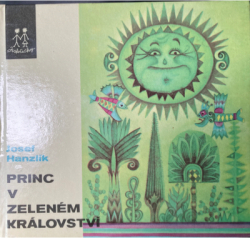 Josef
Hanzlík
PRINC
V
ZELENÉM
KRÁLOVSTVÍ